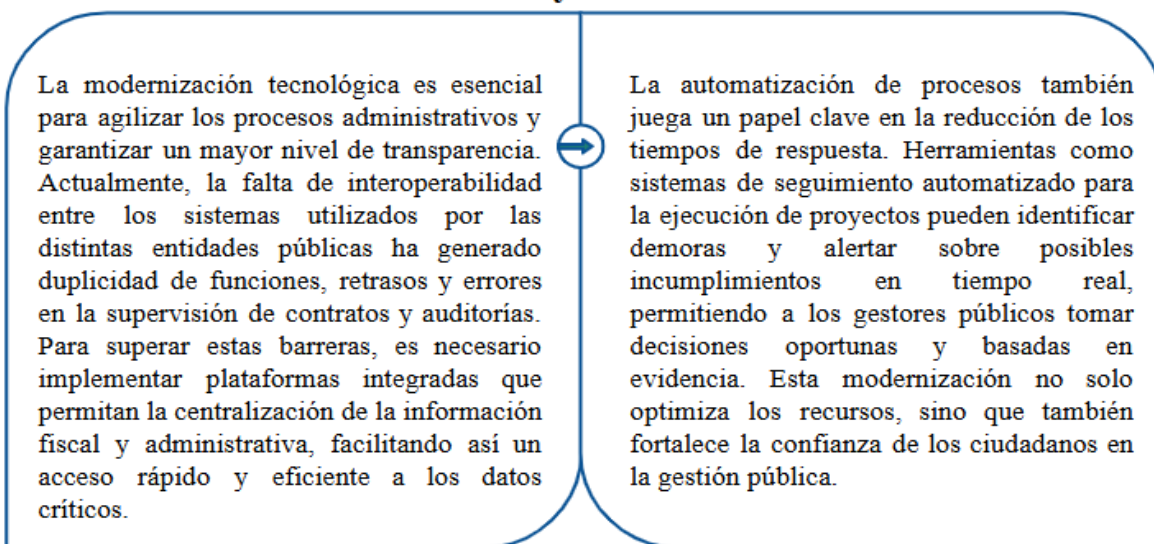 La modernización tecnológica es esencial
para agilizar los procesos administrativos y
garantizar un mayor nivel de transparencia.
Actualmente, la falta de interoperabilidad
entre los sistemas utilizados por las
distintas entidades públicas ha generado
duplicidad de funciones, retrasos y errores
en la supervisión de contratos y auditorías.
Para superar estas barreras, es necesario
implementar plataformas integradas que
permitan la centralización de la información
fiscal y administrativa, facilitando así un
acceso rápido y eficiente a los datos
críticos.
La automatización de procesos también
juega un papel clave en la reducción de los
tiempos de respuesta. Herramientas como
sistemas de seguimiento automatizado para
la ejecución de proyectos pueden identificar
demoras y alertar sobre posibles
incumplimientos en tiempo real,
permitiendo a los gestores públicos tomar
decisiones oportunas y basadas en
evidencia. Esta modernización no solo
optimiza los recursos, sino que también
fortalece la confianza de los ciudadanos en
la gestión pública.